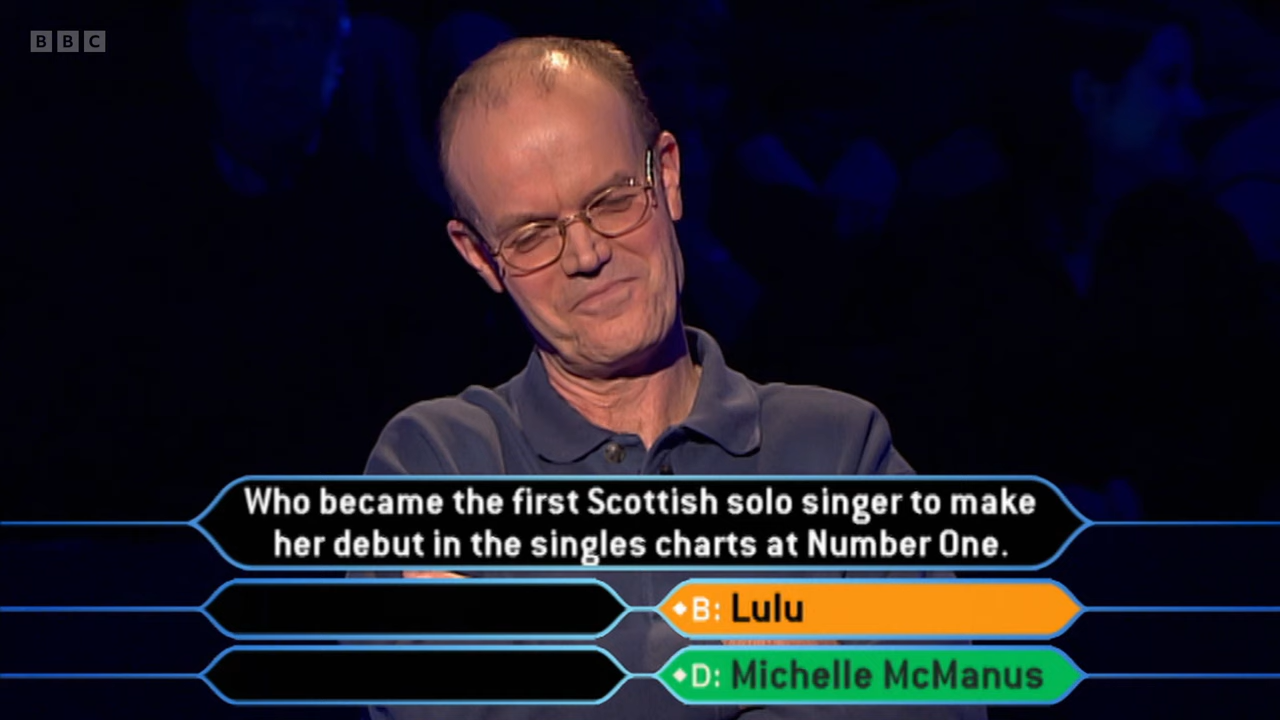 BBC
Who became the first Scottish solo singer to make
her debut in the singles charts at Number One.
B: Lulu
D: Michelle McManus